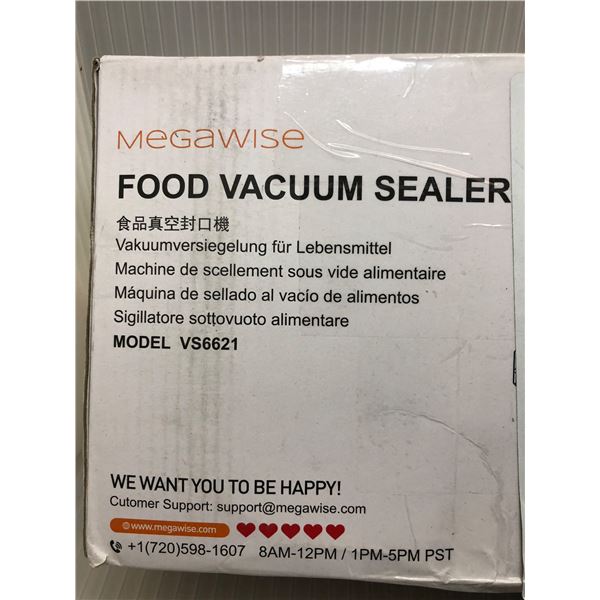 MEGAWISE
FOOD VACUUM SEALER
食品真空封口機
Vakuumversiegelung für Lebensmittel
Machine de scellement sous vide alimentaire
Máquina de sellado al vacío de alimentos
Sigillatore sottovuoto alimentare
MODEL VS6621
WE WANT YOU TO BE HAPPY!
Cutomer Support: support@megawise.com
www.megawise.com
+1(720)598-1607 8AM-12PM / 1PM-5PM PST